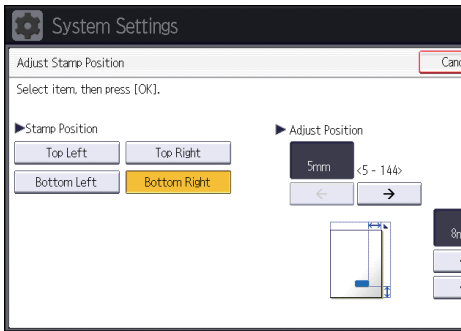 System Settings
Adjust Stamp Position
Select item, then press [OK].
▶Stamp Position
▶ Adjust Position
Top Left
Top Right
Bottom Left
Bottom Right
5mm
<5 - 144>
← →